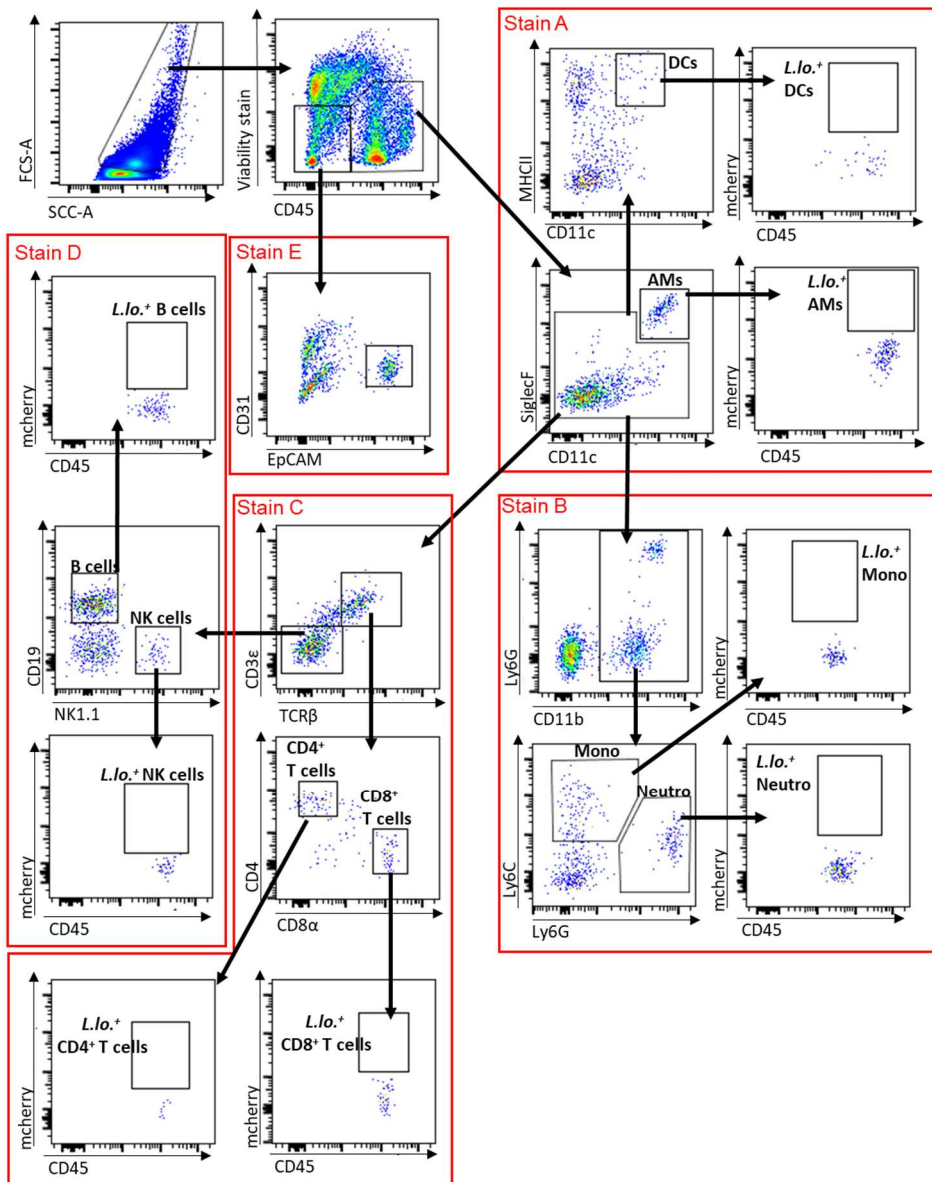 FCS-A
SCC-A
Viability stain
CD45
Stain A
MHCII
DCs
CD11c
L.lo.⁺
DCs
mcherry
CD45
SiglecF
AMs
CD11c
L.lo.⁺
AMs
mcherry
CD45
Stain D
L.lo.⁺ B cells
mcherry
CD45
B cells
NK cells
CD19
NK1.1
L.lo.⁺ NK cells
mcherry
CD45
Stain E
CD31
EpCAM
Stain C
CD3ε
TCRβ
CD4⁺
T cells
CD8⁺
T cells
CD4
CD8α
L.lo.⁺
CD4⁺ T cells
mcherry
CD45
L.lo.⁺
CD8⁺ T cells
mcherry
CD45
Stain B
Ly6G
CD11b
L.lo.⁺
Mono
mcherry
CD45
Mono
Neutro
Ly6C
Ly6G
L.lo.⁺
Neutro
mcherry
CD45